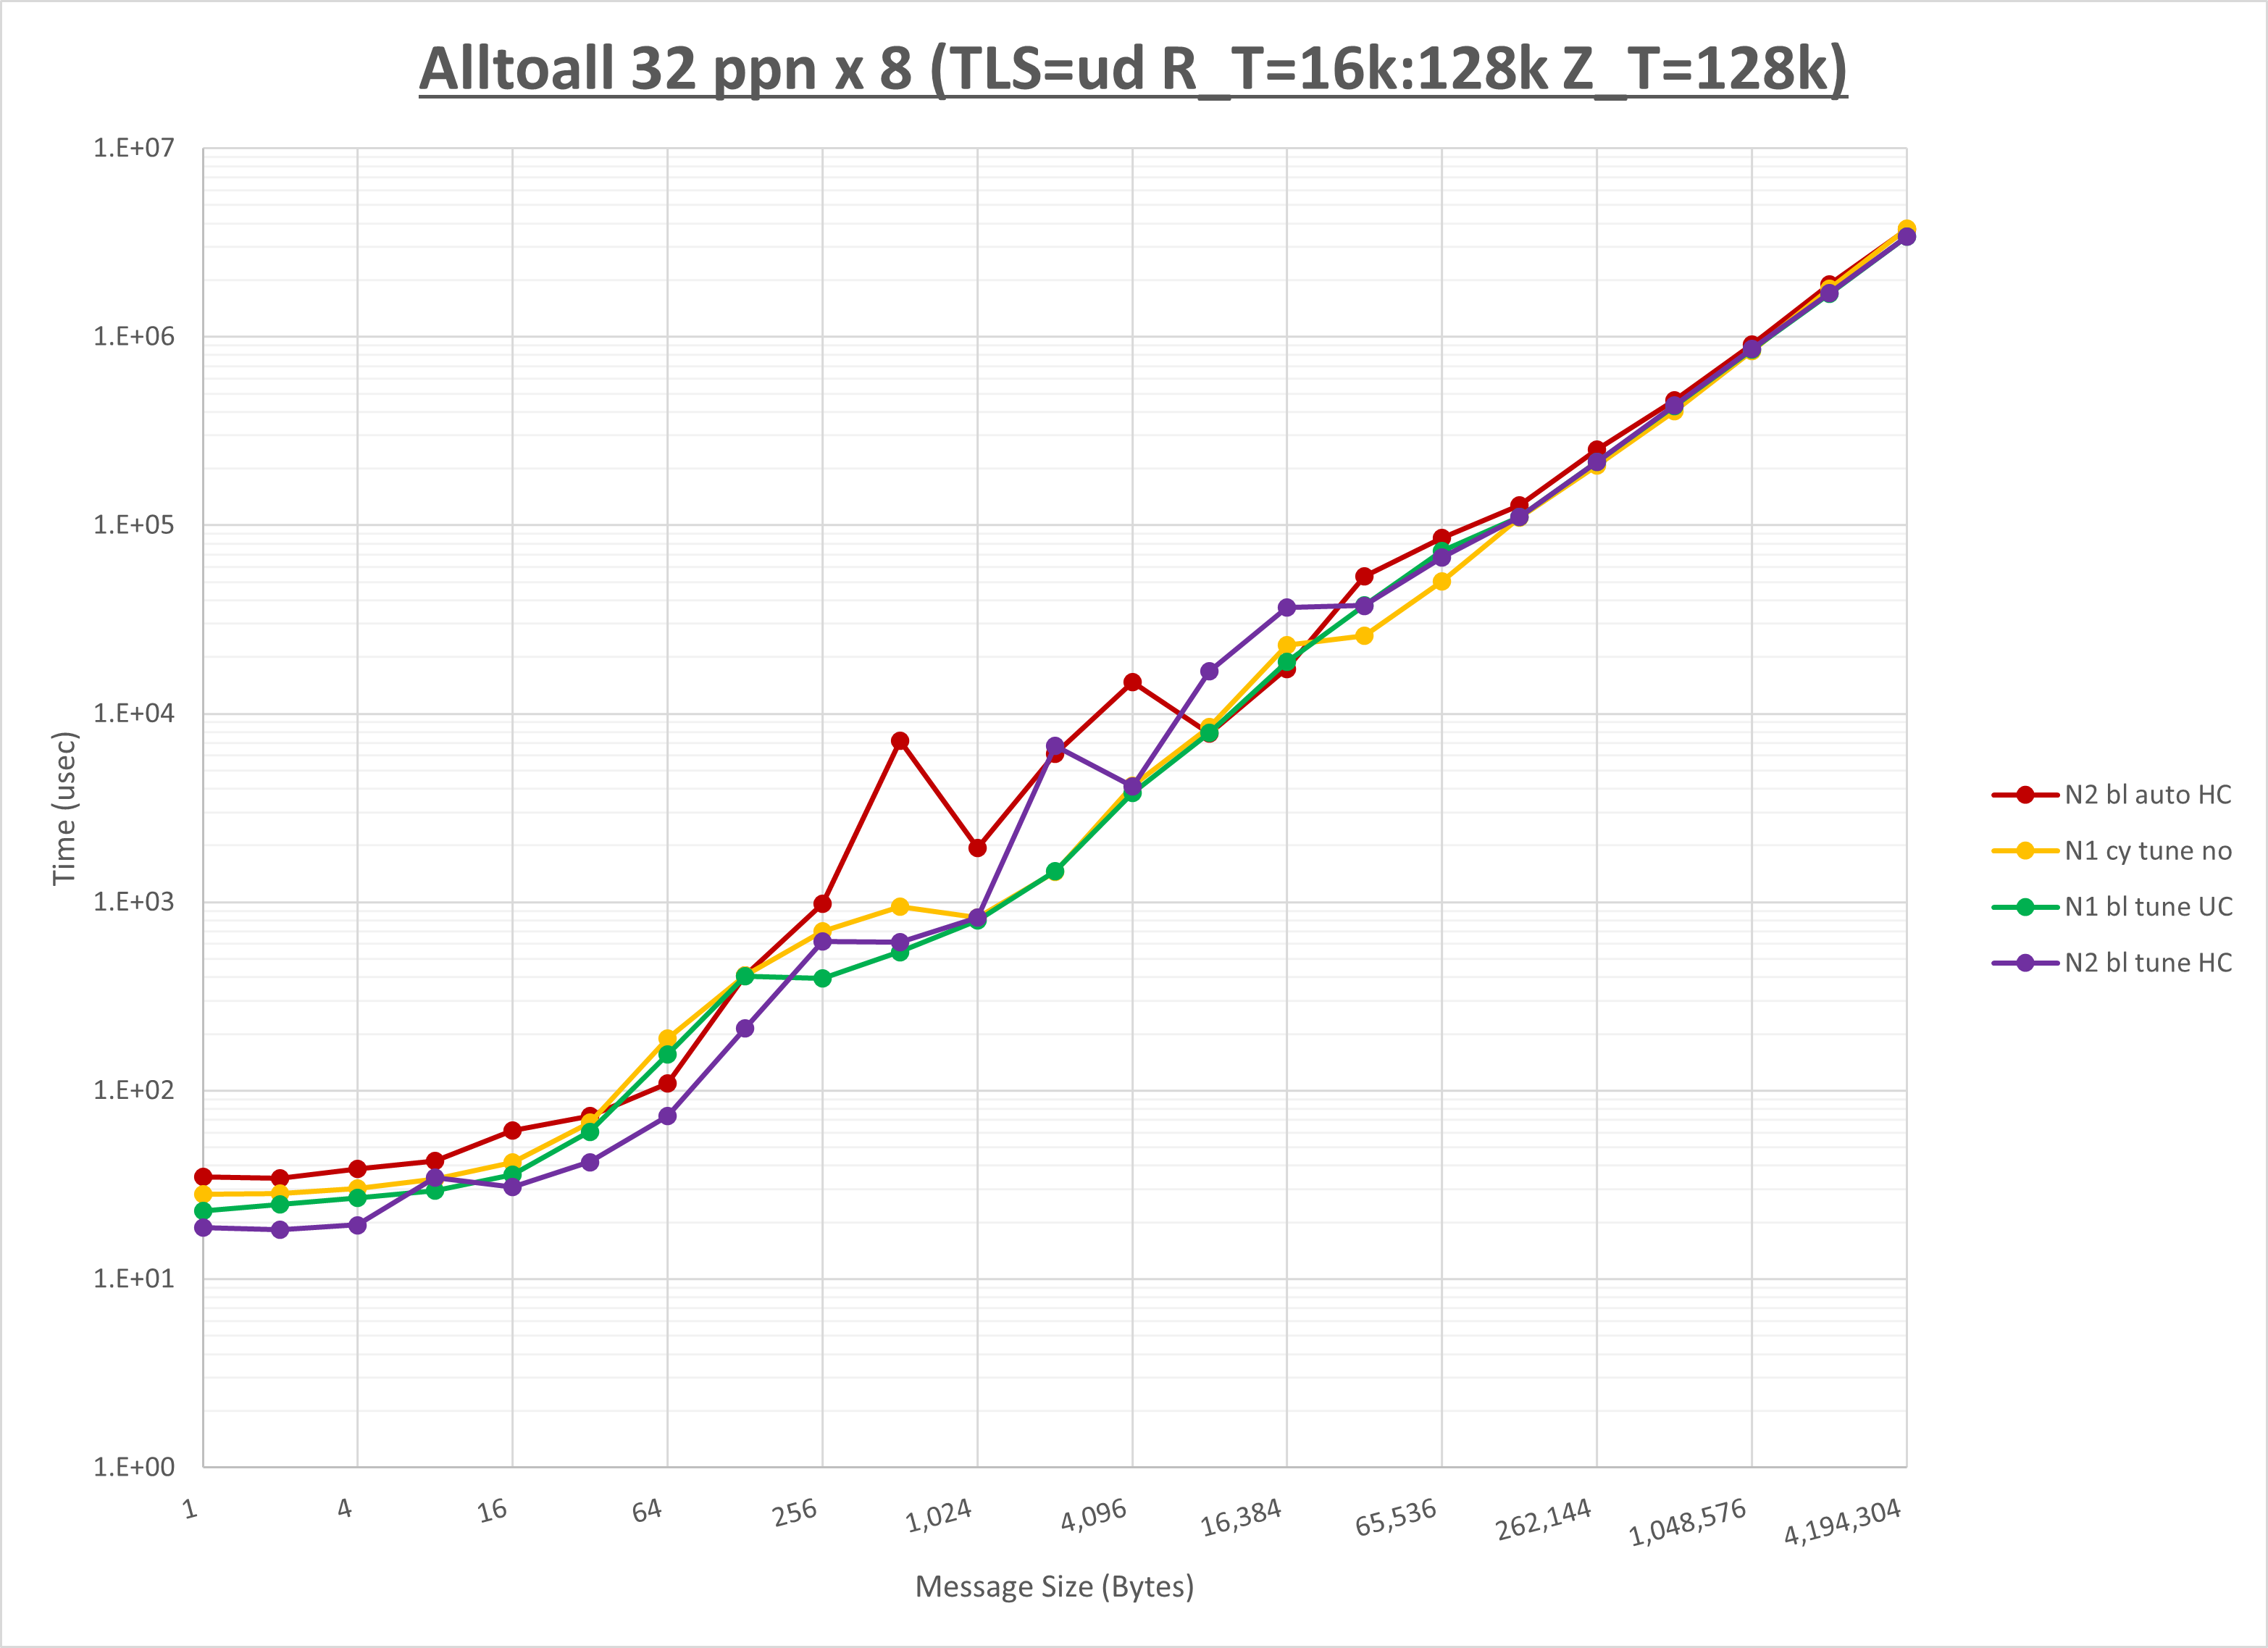 Alltoall 32 ppn x 8 (TLS=ud R_T=16k:128k Z_T=128k)
1.E+07
1.E+06
1.E+05
1.E+04
1.E+03
1.E+02
1.E+01
1.E+00
Time (usec)
N2 bl auto HC
N1 cy tune no
N1 bl tune UC
N2 bl tune HC
1
4
16
64
256
1,024
4,096
16,384
65,536
262,144
1,048,576
4,194,304
Message Size (Bytes)